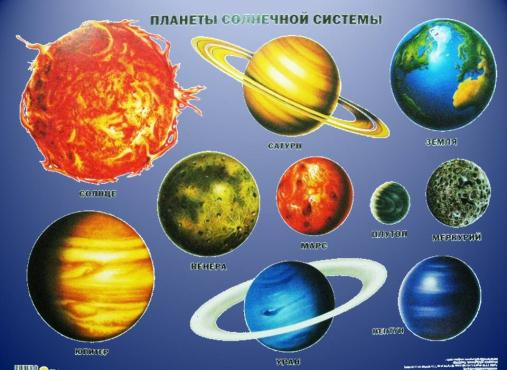 ПЛАНЕТЫ СОЛНЕЧНОЙ СИСТЕМЫ
СОЛНЦЕ
САТУРН
ЗЕМЛЯ
ВЕНЕРА
МАРС
ПЛУТОН
МЕРКУРИЙ
ЮПИТЕР
УРАН
НЕПТУН